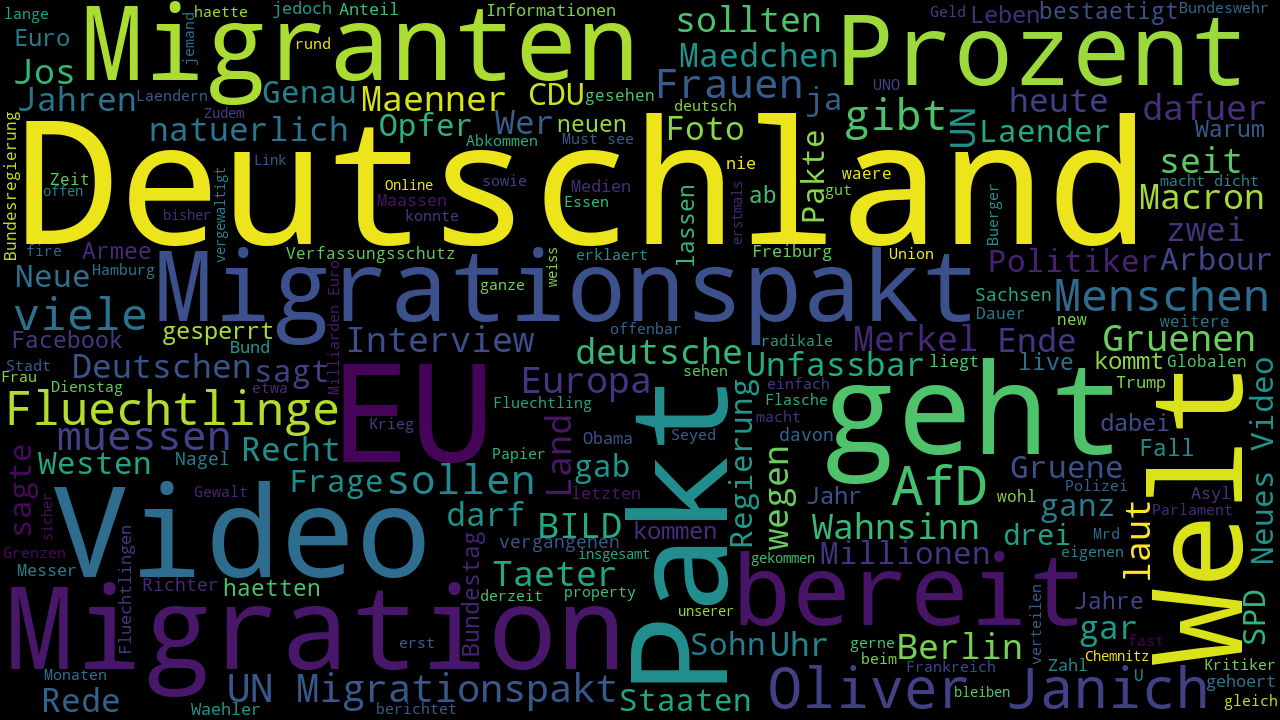 lange
haette
jedoch Anteil
Informationen
sollten
Geld Leben bestaetigt Bundeswehr
Euro
jemand
Migranten
rund
Maedchen
Prozent
Jos
Genau
Frauen
UNO
Jahren Laendern
Maenner CDU gesehen
ja
heute
dafuer
Zudem
deutsch
gibt
UN
natuerlich
Opfer Wer neuen
Foto
Laender
Warum
Bundesregierung
Abkommen
Must see
Pakte
Deutschland
Link
nie
seit
Zeit
offen
vergewaltigt
Online
sowie
Medien
waere
gut
macht dicht
Maassen
Essen
lassen
ab
Macron
bisher
konnte
erstmals
Buerger
zwei
fire
Armee
Verfassungsschutz
weiss
erklaert
Freiburg
Union
Politiker
Arbour
Neue
Hamburg
Migrationspakt
ganze
Sachsen
Menschen
viele
Milliarden Euro
Dauer
new
weitere
gesperrt
offenbar
radikale
Facebook
Bund
Interview
deutsche
Merkel
Ende
Gruenen
Stadt
Deutschen
sagt
sehen
Unfassbar
liegt
live
kommt
Globalen
Neues Video
Frau
Dienstag
etwa
EU
Europa
einfach
geht
Trump
Welt
Fluechtlinge
Fluechtling
Pakt
Regierung
Flasche
macht
Krieg
Land
Obama
Seyed
davon
dabei
muessen
Recht
Papier
Fall
sagte
Westen
Nagel
Frage
sollen
gab
wegen
AfD
Gruene
Polizei
Asyl
Gewalt
letzten
Jahr
wohl
ganz
Parlament
sicher
Video
darf
BILD
kommen
Wahnsinn
drei
Mrd
laut
Grenzen
Fluechtlingen
Bundestag
vergangenen
insgesamt
gekommen
Millionen
eigenen
Messer
Richter
haetten
Taeter
bereit
derzeit
property
Jahre
SPD
Migration
unserer
gar
fast
erst
Sohn
Uhr
gerne
beim
Berlin
verteilen
Chemnitz
Monaten
Frankreich
Zahl
U
Kritiker
gehoert
Rede
Waehler
UN Migrationspakt
berichtet
Staaten
Oliver Janich
bleiben
gleich